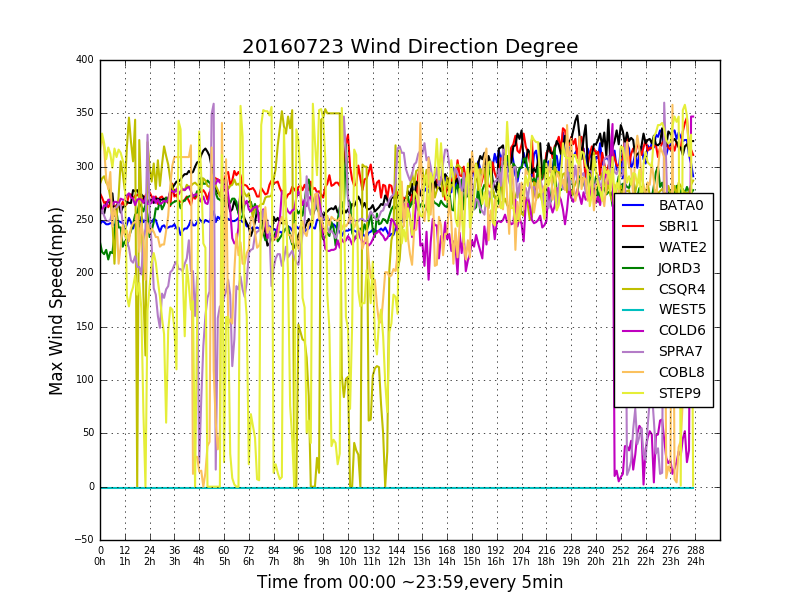 20160723 Wind Direction Degree
400
350
300
250
200
150
100
50
0
−50
Max Wind Speed(mph)
BATA0
SBRI1
WATE2
JORD3
CSQR4
WEST5
COLD6
SPRA7
COBL8
STEP9
0 12 24 36 48 60 72 84 96 108 120 132 144 156 168 180 192 204 216 228 240 252 264 276 288
0h 1h 2h 3h 4h 5h 6h 7h 8h 9h 10h 11h 12h 13h 14h 15h 16h 17h 18h 19h 20h 21h 22h 23h 24h
Time from 00:00 ~23:59,every 5min